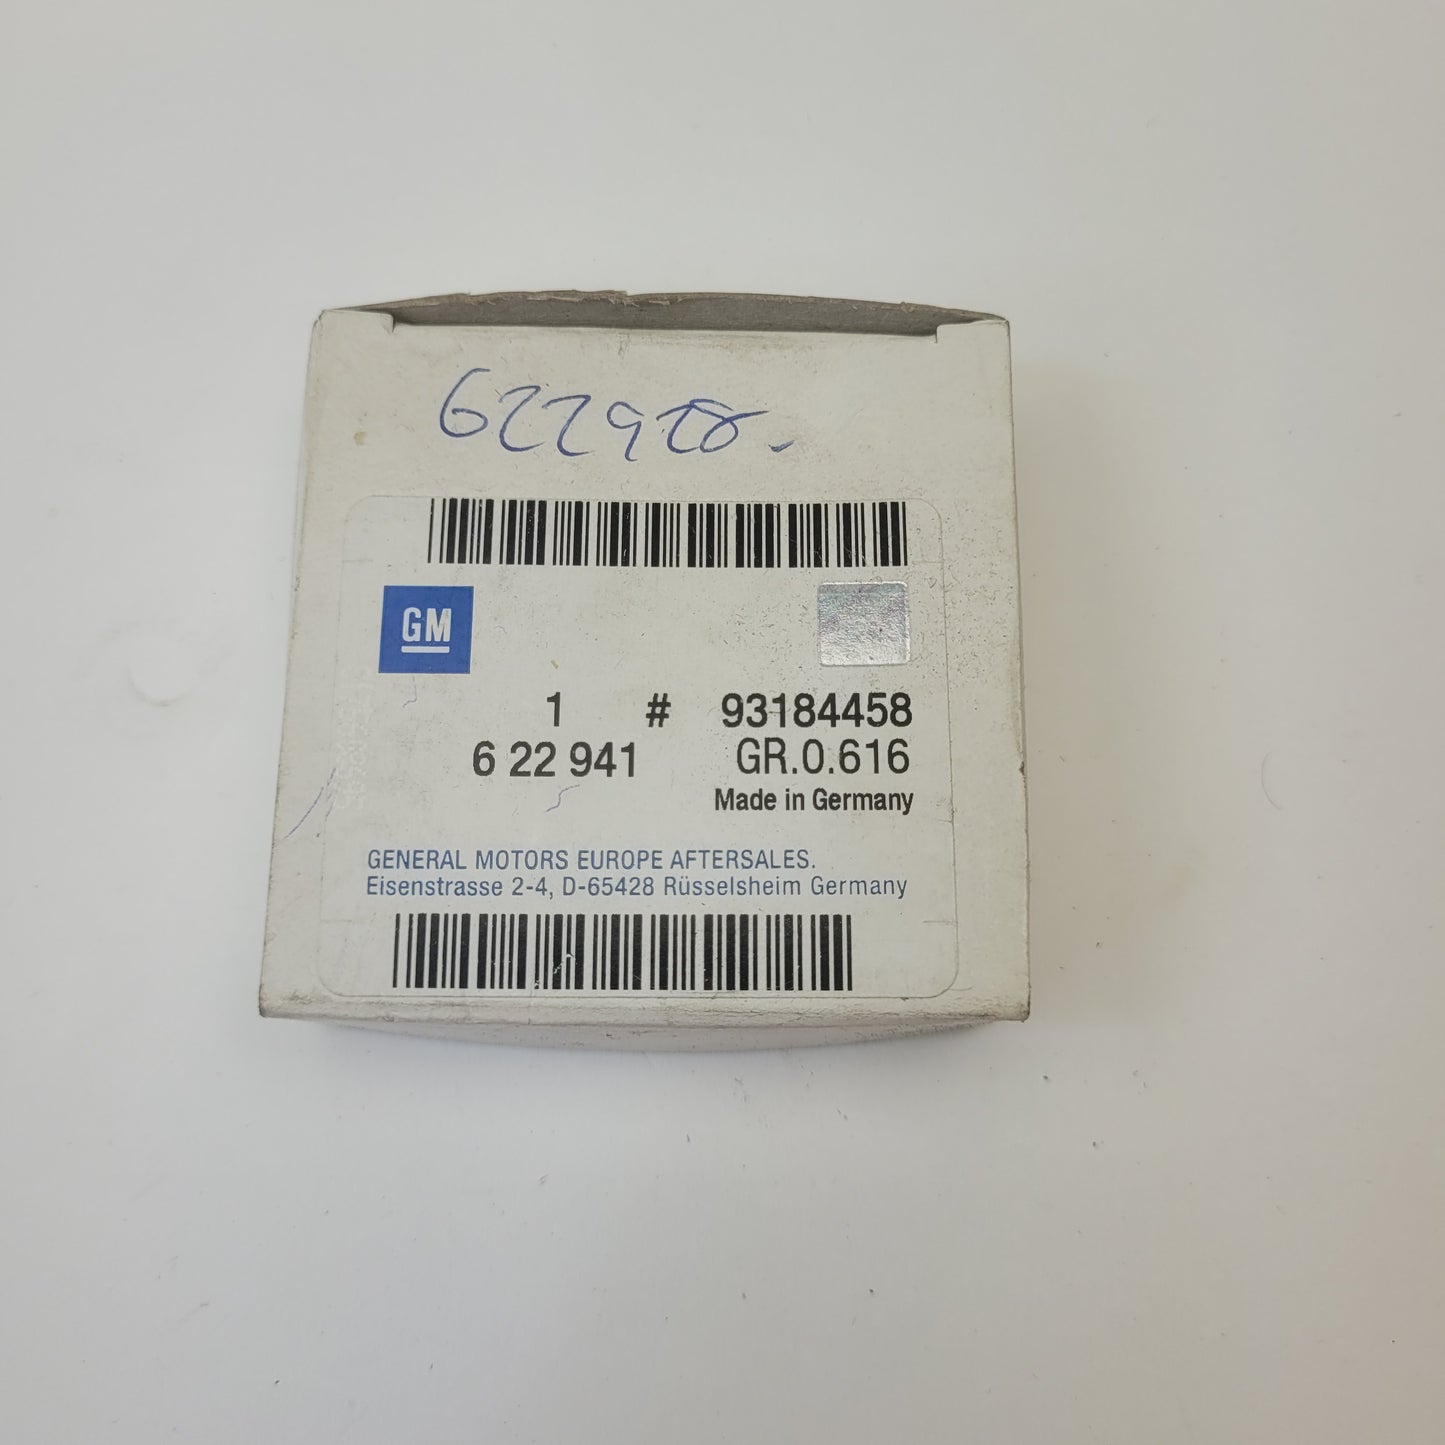 622928.
GM
1 # 93184458
6 22 941 GR.0.616
Made in Germany
GENERAL MOTORS EUROPE AFTERSALES.
Eisenstrasse 2-4, D-65428 Rüsselsheim Germany